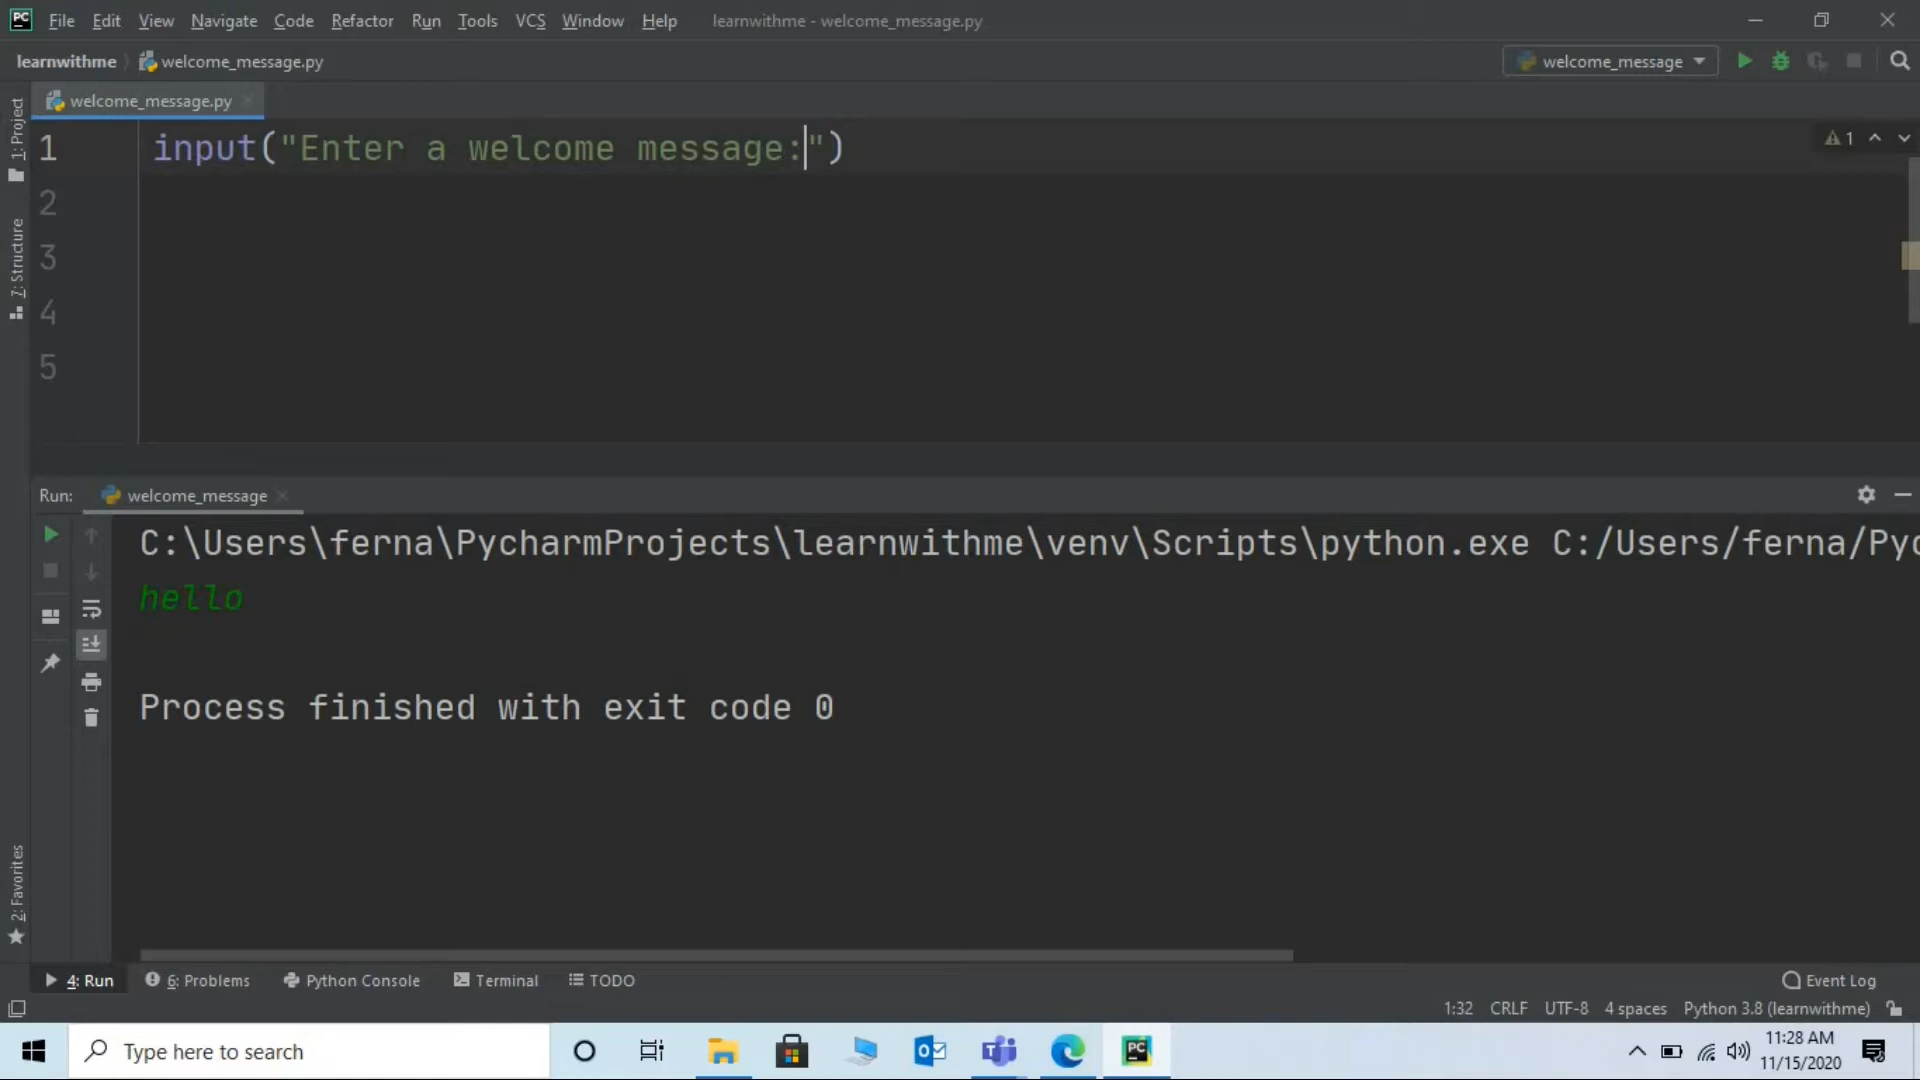 PC File Edit View Navigate Code Refactor Run Tools VCS Window Help learnwithme - welcome_message.py
learnwithme welcome_message.py welcome_message
welcome_message.py
1: Project
7: Structure
2: Favorites
1 input("Enter a welcome message:")
1
2
3
4
5
Run: welcome_message
C:\Users\ferna\PycharmProjects\learnwithme\venv\Scripts\python.exe C:/Users/ferna/Pyc
hello
Process finished with exit code 0
4: Run 6: Problems Python Console Terminal TODO Event Log
1:32 CRLF UTF-8 4 spaces Python 3.8 (learnwithme)
Type here to search
PC
11:28 AM
11/15/2020